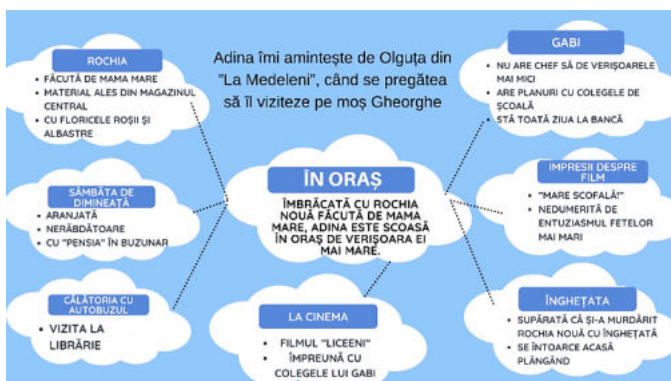 ROCHIA
FĂCUTĂ DE MAMA MARE
MATERIAL ALES DIN MAGAZINUL
CENTRAL
CU FLORICELE ROȘII ȘI
ALBASTRE
Adina îmi amintește de Olguța din
"La Medeleni", când se pregătea
să îl viziteze pe moș Gheorghe
GABI
NU ARE CHEF SĂ DE VERIȘOARELE
MAI MICI
ARE PLANURI CU COLEGELE DE
ȘCOALĂ
STĂ TOATĂ ZIUA LA BANCĂ
SÂMBĂTA DE
DIMINEAȚĂ
ARANJATĂ
NERĂBDĂTOARE
CU "PENSIA" ÎN BUZUNAR
ÎN ORAȘ
ÎMBRĂCATĂ CU ROCHIA
NOUĂ FĂCUTĂ DE MAMA
MARE, ADINA ESTE SCOASĂ
ÎN ORAȘ DE VERIȘOARA EI
MAI MARE.
IMPRESII DESPRE
FILM
"MARE SCOFALĂ!"
NEDUMERITĂ DE
ENTUZIASMUL FETELOR
MAI MARI
CĂLĂTORIA CU
AUTOBUZUL
VIZITA LA
LIBRĂRIE
LA CINEMA
FILMUL "LICEENI"
ÎMPREUNĂ CU
COLEGELE LUI GABI
ÎNGHEȚATA
SUPĂRATĂ CĂ ȘI-A MURDĂRIT
ROCHIA NOUĂ CU ÎNGHEȚATĂ
SE ÎNTOARCE ACASĂ
PLÂNGÂND